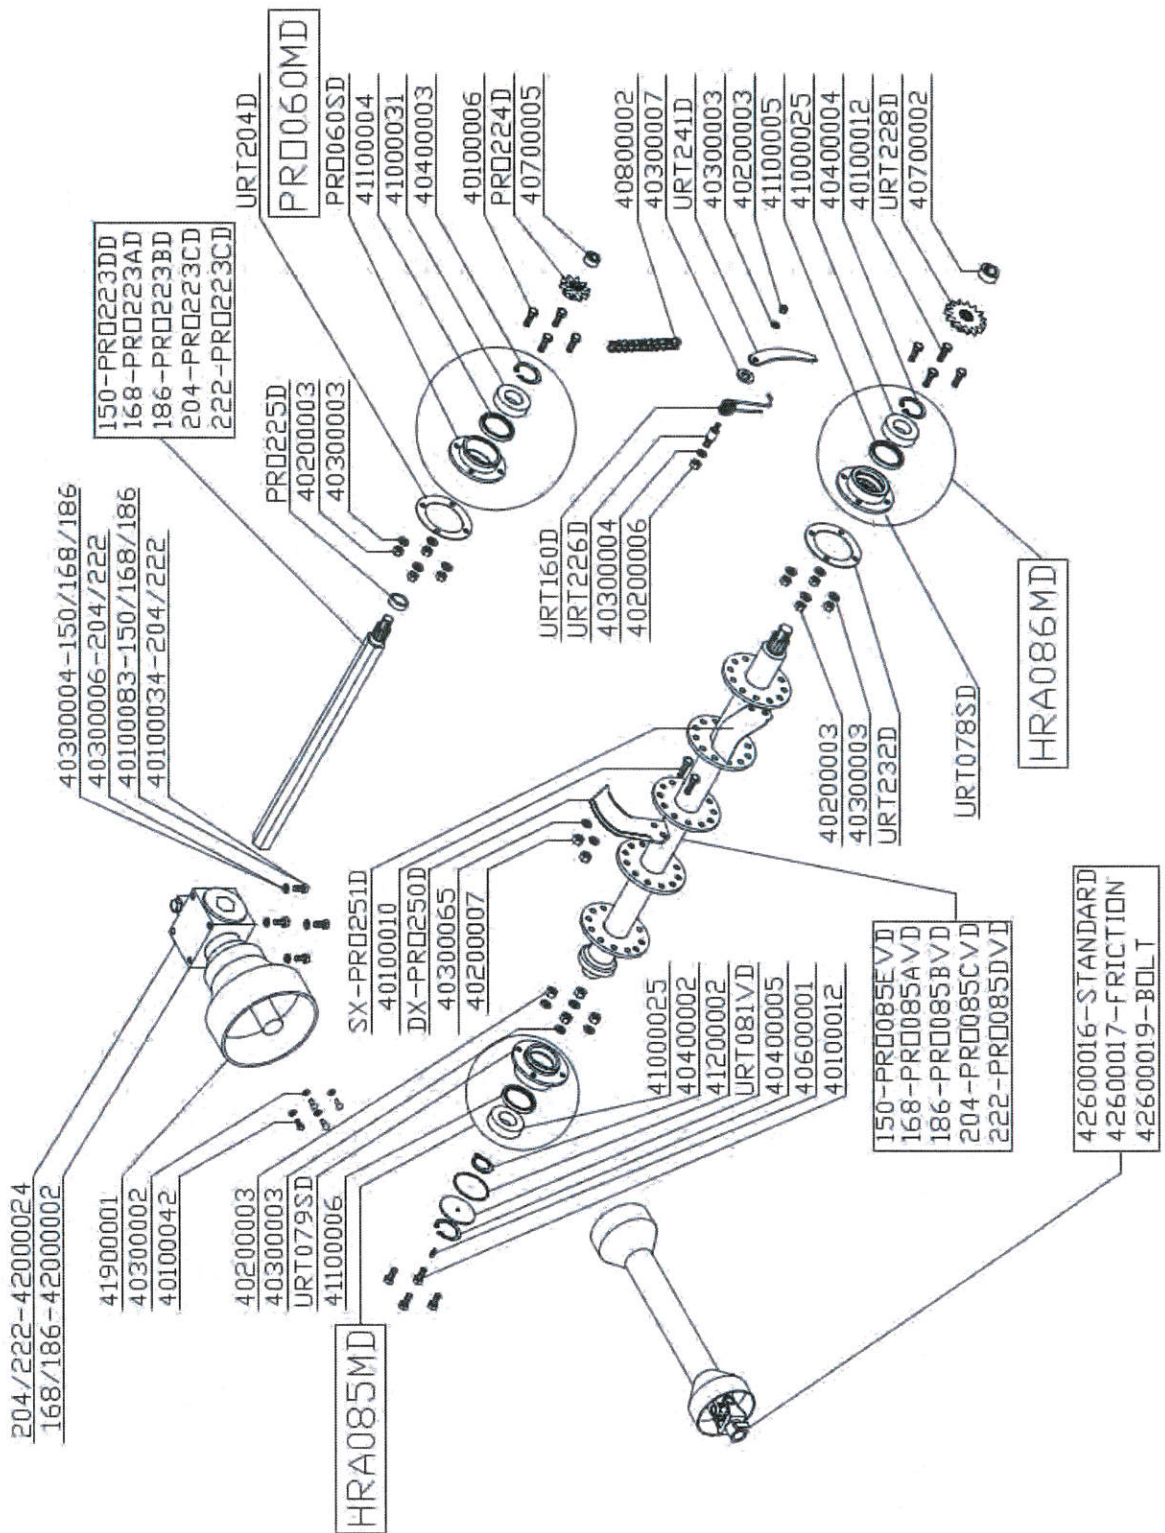 204/222-42000024
168/186-42000002
41900001
40300002
40100042
40300004-150/168/186
40300006-204/222
40100083-150/168/186
40100034-204/222
150-PRO223DD
168-PRO223AD
186-PRO223BD
204-PRO223CD
222-PRO223CD
PRO225D
40200003
40300003
URT204D
PRO060MD
PRO060SD
41100004
41000031
40400003
40100006
PRO224D
40700005
40200003
40300003
URT079SD
41100006
HRA085MD
SX-PRO251D
40100010
DX-PRO250D
40300065
40200007
URT160D
URT226D
40300004
40200006
40800002
40300007
URT241D
40300003
40200003
41100005
41000025
40400004
40100012
URT228D
40700002
41000025
40400002
41200002
URT081VD
40400005
40600001
40100012
150-PRO085EVD
168-PRO085AVD
186-PRO085BVD
204-PRO085CVD
222-PRO085DVD
40200003
40300003
URT232D
URT078SD
HRA086MD
42600016-STANDARD
42600017-FRICTION
42600019-BOLT